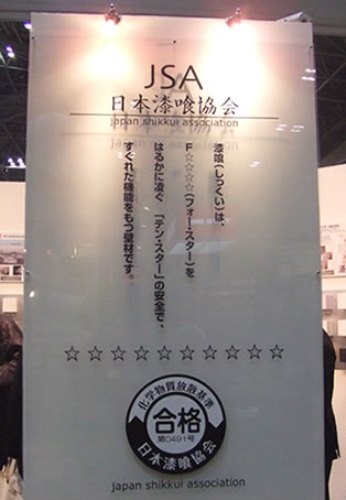 JSA
日本漆喰協会
japan shikkui association
漆喰(しっくい)は、
F☆☆☆☆(フォー・スター)を
はるかに凌ぐ「テン・スター」の安全で、
すぐれた機能をもつ壁材です。
☆☆☆☆☆☆☆☆☆☆
化学物質放散基準
合格
第0491号
日本漆喰協会
japan shikkui association